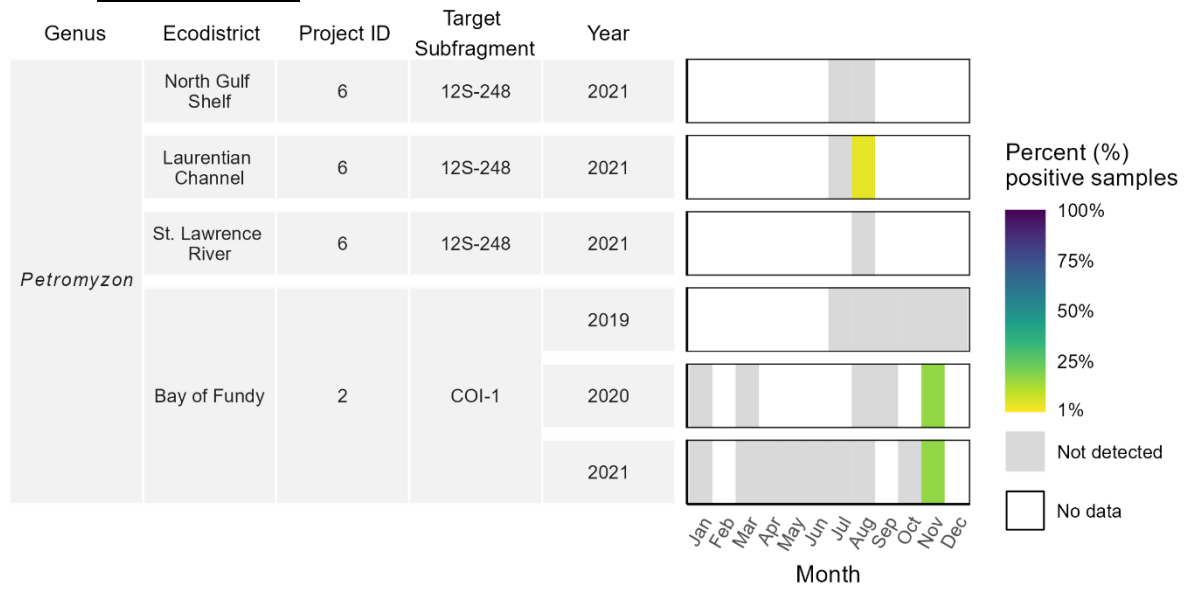 Genus
Ecodistrict
Project ID
Target
Subfragment
Year
Petromyzon
North Gulf
Shelf
6
12S-248
2021
Laurentian
Channel
6
12S-248
2021
St. Lawrence
River
6
12S-248
2021
Bay of Fundy
2
COI-1
2019
2020
2021
Jan
Feb
Mar
Apr
May
Jun
Jul
Aug
Sep
Oct
Nov
Dec
Month
Percent (%)
positive samples
100%
75%
50%
25%
1%
Not detected
No data